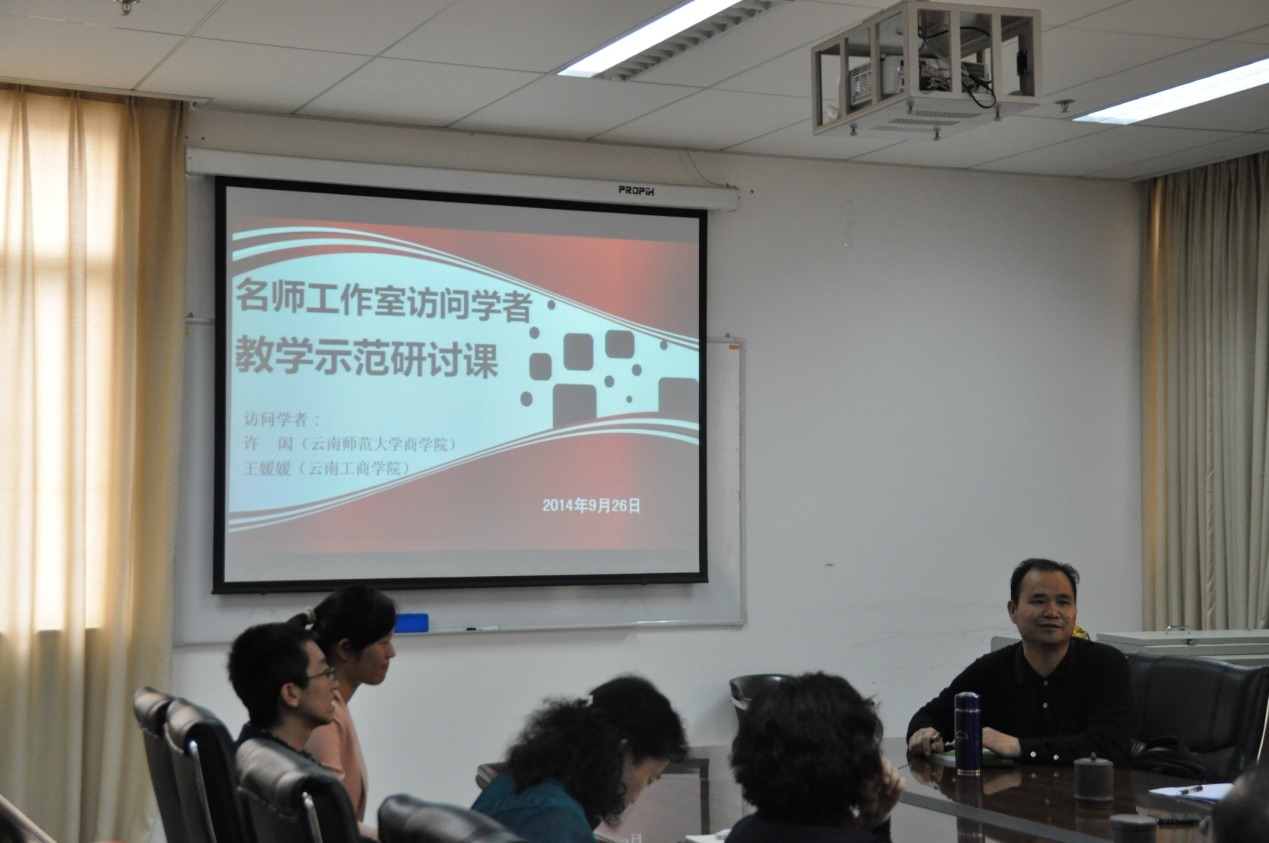 PROPIX
名师工作室访问学者
教学示范研讨课
访问学者：
许 闳（云南师范大学商学院）
王媛媛（云南工商学院）
2014年9月26日